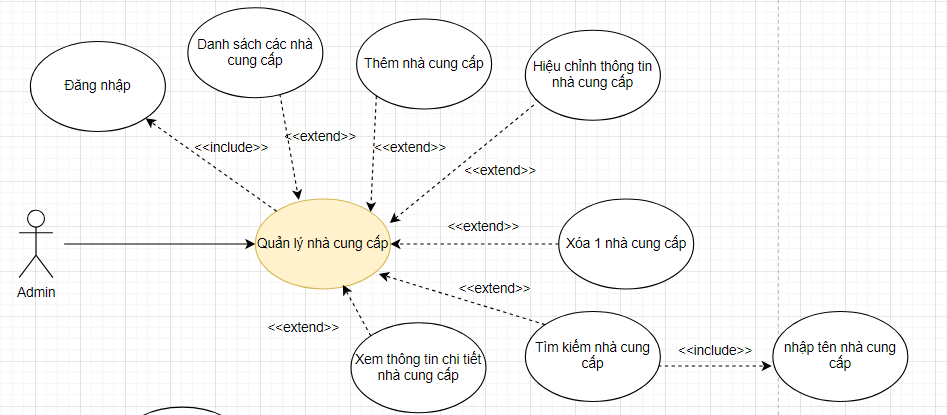 Danh sách các nhà
cung cấp
Đăng nhập
Thêm nhà cung cấp
Hiệu chỉnh thông tin
nhà cung cấp
<<include>>
<<extend>>
<<extend>>
<<extend>>
<<extend>>
Quản lý nhà cung cấp
Xóa 1 nhà cung cấp
Admin
<<extend>>
<<extend>>
Xem thông tin chi tiết
nhà cung cấp
Tìm kiếm nhà cung
cấp
<<include>>
nhập tên nhà cung
cấp